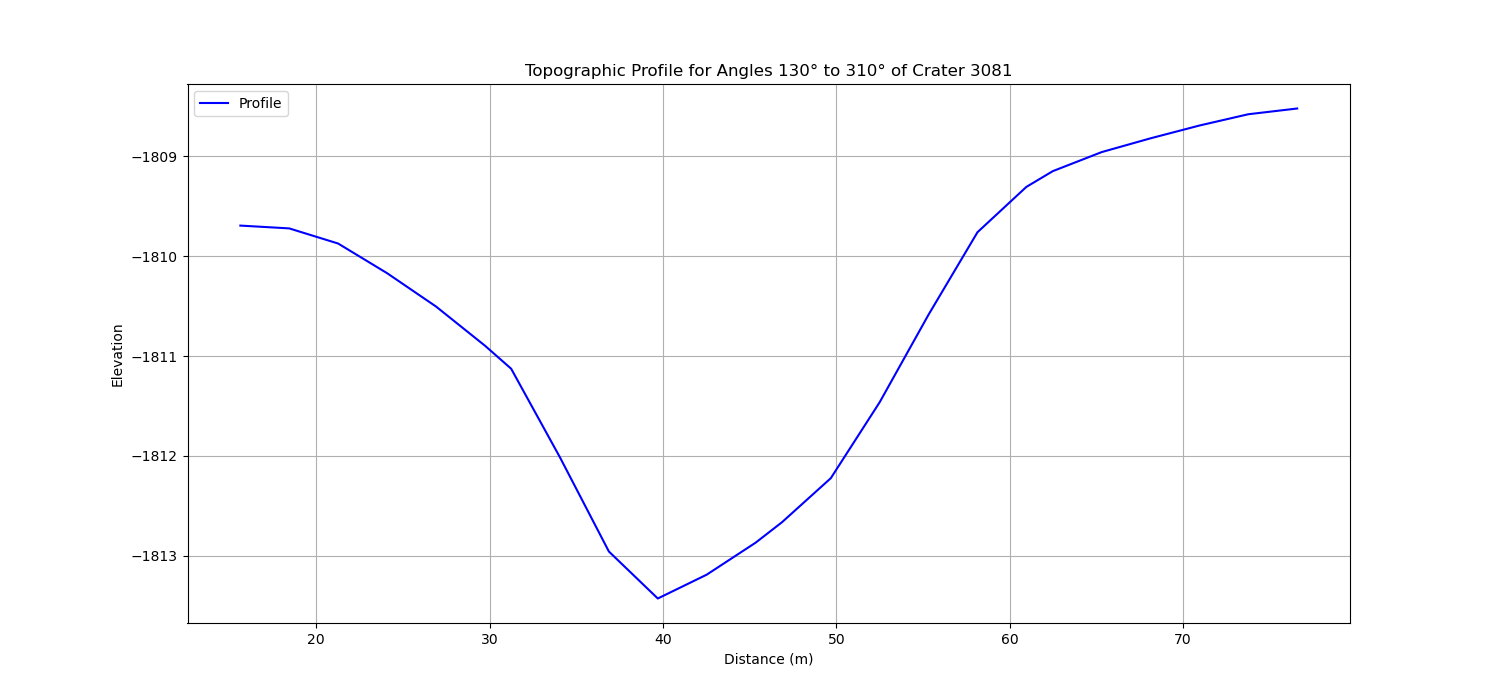 Topographic Profile for Angles 130° to 310° of Crater 3081
Profile
−1809
−1810
−1811
−1812
−1813
Elevation
20 30 40 50 60 70
Distance (m)